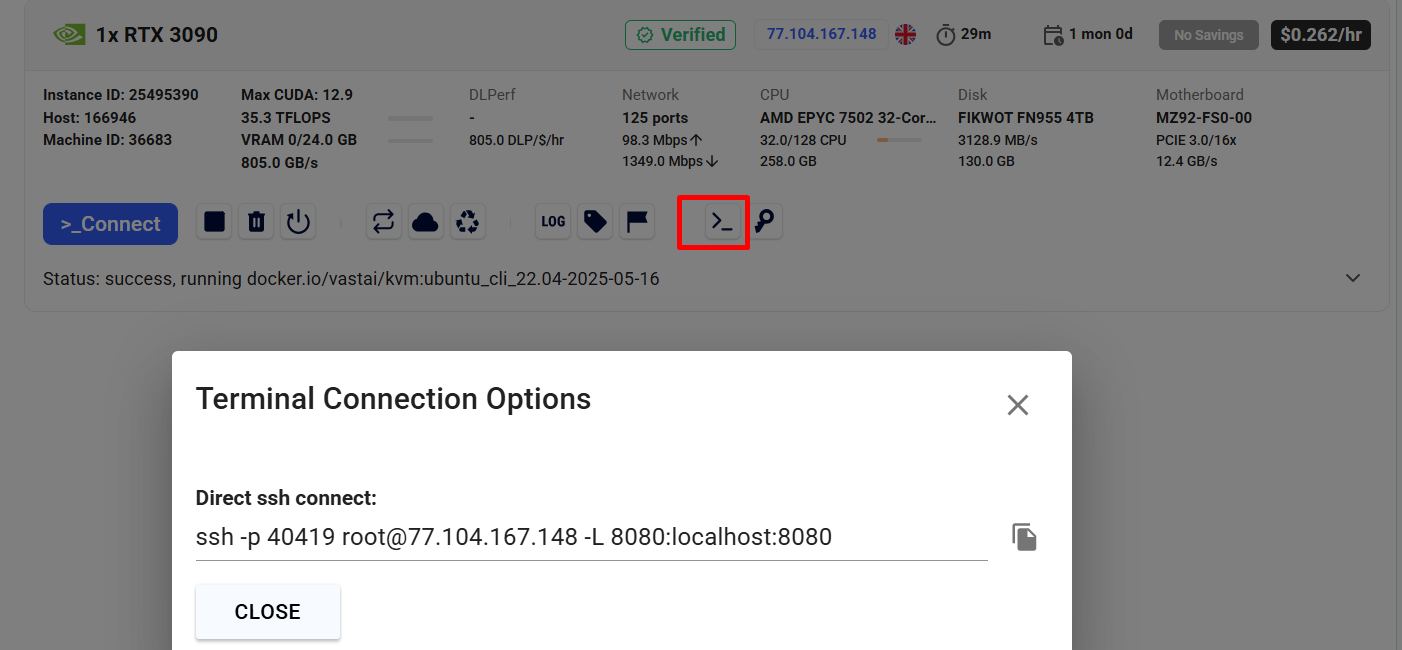 1x RTX 3090 Verified 77.104.167.148 29m 1 mon 0d No Savings $0.262/hr
Instance ID: 25495390 Max CUDA: 12.9 DLPerf Network CPU Disk Motherboard
Host: 166946 35.3 TFLOPS - 125 ports AMD EPYC 7502 32-Cor... FIKWOT FN955 4TB MZ92-FS0-00
Machine ID: 36683 VRAM 0/24.0 GB 805.0 DLP/$/hr 98.3 Mbps↑ 32.0/128 CPU 3128.9 MB/s PCIE 3.0/16x
805.0 GB/s 1349.0 Mbps↓ 258.0 GB 130.0 GB 12.4 GB/s
>_Connect LOG >_
Status: success, running docker.io/vastai/kvm:ubuntu_cli_22.04-2025-05-16
Terminal Connection Options
Direct ssh connect:
ssh -p 40419 root@77.104.167.148 -L 8080:localhost:8080
CLOSE